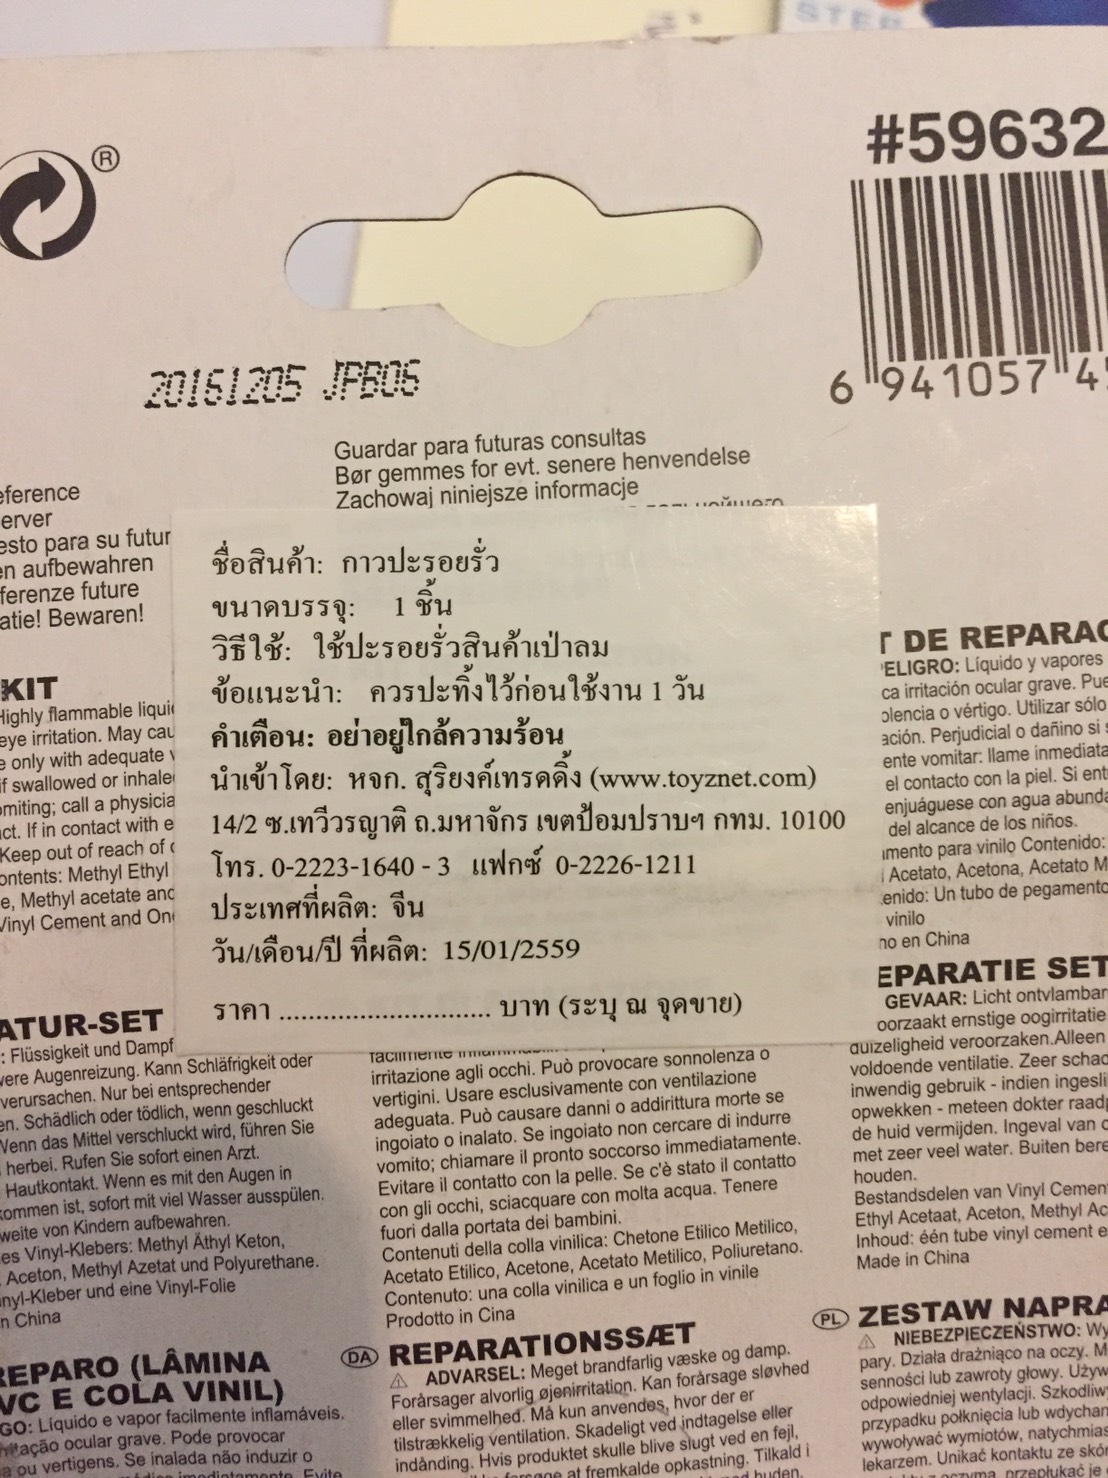 STEP
®
#59632
6 941057 4
20161205 JPB06
Guardar para futuras consultas
Bør gemmes for evt. senere henvendelse
Zachowaj niniejsze informacje
eference
erver
esto para su futur
en aufbewahren
ferenze future
atie! Bewaren!
ชื่อสินค้า: กาวปะรอยรั่ว
ขนาดบรรจุ: 1 ชิ้น
วิธีใช้: ใช้ปะรอยรั่วสินค้าเป่าลม
ข้อแนะนำ: ควรปะทิ้งไว้ก่อนใช้งาน 1 วัน
คำเตือน: อย่าอยู่ใกล้ความร้อน
นำเข้าโดย: หจก. สุริยงค์เทรดดิ้ง (www.toyznet.com)
14/2 ซ.เทวีวรญาติ ถ.มหาจักร เขตป้อมปราบฯ กทม. 10100
โทร. 0-2223-1640 - 3 แฟกซ์ 0-2226-1211
ประเทศที่ผลิต: จีน
วัน/เดือน/ปี ที่ผลิต: 15/01/2559
ราคา ............................. บาท (ระบุ ณ จุดขาย)
KIT
Highly flammable liqui
eye irritation. May cau
e only with adequate v
if swallowed or inhale
omiting; call a physicia
ct. If in contact with e
Keep out of reach of c
ontents: Methyl Ethyl
e, Methyl acetate and
Vinyl Cement and On
T DE REPARAC
PELIGRO: Líquido y vapores
ca irritación ocular grave. Pue
olencia o vértigo. Utilizar sólo
ación. Perjudicial o dañino si s
ente vomitar: llame inmediata
el contacto con la piel. Si ent
enjuáguese con agua abunda
del alcance de los niños.
mento para vinilo Contenido:
l Acetato, Acetona, Acetato M
enido: Un tubo de pegamento
vinilo
ho en China
ATUR-SET
: Flüssigkeit und Dampf
were Augenreizung. Kann Schläfrigkeit oder
verursachen. Nur bei entsprechender
en. Schädlich oder tödlich, wenn geschluckt
Wenn das Mittel verschluckt wird, führen Sie
herbei. Rufen Sie sofort einen Arzt.
Hautkontakt. Wenn es mit den Augen in
kommen ist, sofort mit viel Wasser ausspülen.
weite von Kindern aufbewahren.
es Vinyl-Klebers: Methyl Äthyl Keton,
Aceton, Methyl Azetat und Polyurethane.
inyl-Kleber und eine Vinyl-Folie
n China
facilmente
irritazione agli occhi. Può provocare sonnolenza o
vertigini. Usare esclusivamente con ventilazione
adeguata. Può causare danni o addirittura morte se
ingoiato o inalato. Se ingoiato non cercare di indurre
vomito; chiamare il pronto soccorso immediatamente.
Evitare il contatto con la pelle. Se c'è stato il contatto
con gli occhi, sciacquare con molta acqua. Tenere
fuori dalla portata dei bambini.
Contenuti della colla vinilica: Chetone Etilico Metilico,
Acetato Etilico, Acetone, Acetato Metilico, Poliuretano.
Contenuto: una colla vinilica e un foglio in vinile
Prodotto in Cina
EPARATIE SET
GEVAAR: Licht ontvlambar
oorzaakt ernstige oogirritatie
duizeligheid veroorzaken.Alleen
voldoende ventilatie. Zeer schad
inwendig gebruik - indien ingesli
opwekken - meteen dokter raadp
de huid vermijden. Ingeval van c
met zeer veel water. Buiten bere
houden.
Bestandsdelen van Vinyl Cemen
Ethyl Acetaat, Aceton, Methyl Ac
Inhoud: één tube vinyl cement e
Made in China
REPARO (LÂMINA
VC E COLA VINIL)
GO: Líquido e vapor facilmente inflamáveis.
itação ocular grave. Pode provocar
a ou vertigens. Se inalada não induzir o
imediatamente. Evite
DA REPARATIONSSÆT
ADVARSEL: Meget brandfarlig væske og damp.
Forårsager alvorlig øjenirritation. Kan forårsage sløvhed
eller svimmelhed. Må kun anvendes, hvor der er
tilstrækkelig ventilation. Skadeligt ved indtagelse eller
indånding. Hvis produktet skulle blive slugt ved en fejl,
at fremkalde opkastning. Tilkald i
huden.
PL ZESTAW NAPRA
NIEBEZPIECZEŃSTWO: Wy
pary. Działa drażniąco na oczy. M
senności lub zawroty głowy. Używ
odpowiedniej wentylacji. Szkodliw
przypadku połknięcia lub wdychan
wywoływać wymiotów, natychmias
lekarzem. Unikać kontaktu ze skó